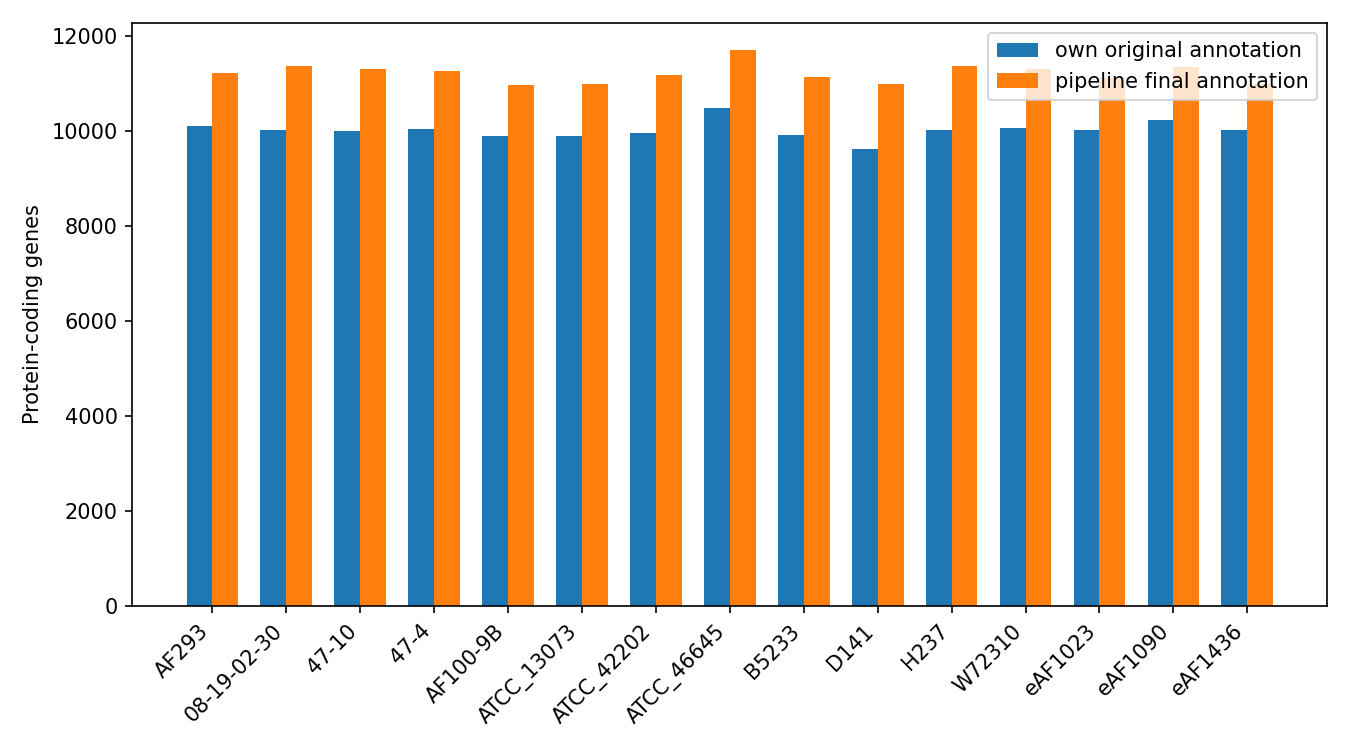 12000
10000
8000
6000
4000
2000
0
Protein-coding genes
own original annotation
pipeline final annotation
AF293
08-19-02-30
47-10
47-4
AF100-9B
ATCC_13073
ATCC_42202
ATCC_46645
B5233
D141
H237
W72310
eAF1023
eAF1090
eAF1436